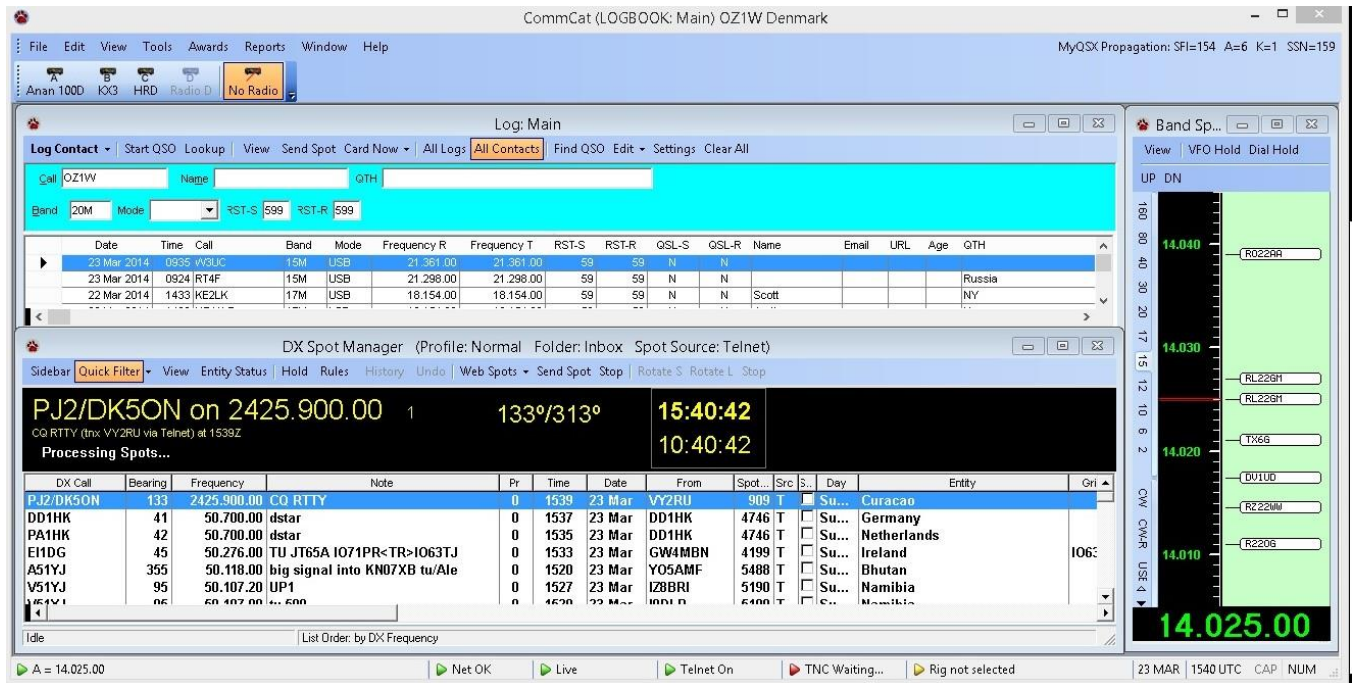 CommCat (LOGBOOK: Main) OZ1W Denmark
File Edit View Tools Awards Reports Window Help MyQSX Propagation: SFI=154 A=6 K=1 SSN=159
A B C D
Anan 100D KX3 HRD Radio D No Radio
Log: Main
Log Contact Start QSO Lookup View Send Spot Card Now All Logs All Contacts Find QSO Edit Settings Clear All
Call OZ1W Name QTH
Band 20M Mode RST-S 599 RST-R 599
Date Time Call Band Mode Frequency R Frequency T RST-S RST-R QSL-S QSL-R Name Email URL Age QTH
23 Mar 2014 0935 W3UC 15M USB 21.361.00 21.361.00 59 59 N N
23 Mar 2014 0924 RT4F 15M USB 21.298.00 21.298.00 59 59 N N Russia
22 Mar 2014 1433 KE2LK 17M USB 18.154.00 18.154.00 59 59 N N Scott NY
DX Spot Manager (Profile: Normal Folder: Inbox Spot Source: Telnet)
Sidebar Quick Filter View Entity Status Hold Rules History Undo Web Spots Send Spot Stop Rotate S Rotate L Stop
PJ2/DK5ON on 2425.900.00 1 133º/313º 15:40:42
CQ RTTY (tnx VY2RU via Telnet) at 1539Z
10:40:42
Processing Spots...
DX Call Bearing Frequency Note Pr Time Date From Spot... Src S... Day Entity Gri
PJ2/DK5ON 133 2425.900.00 CQ RTTY 0 1539 23 Mar VY2RU 909 T Su... Curacao
DD1HK 41 50.700.00 dstar 0 1537 23 Mar DD1HK 4746 T Su... Germany
PA1HK 42 50.700.00 dstar 0 1535 23 Mar DD1HK 4746 T Su... Netherlands
EI1DG 45 50.276.00 TU JT65A IO71PR<TR>IO63TJ 0 1533 23 Mar GW4MBN 4199 T Su... Ireland IO63
A51YJ 355 50.118.00 big signal into KN07XB tu/Ale 0 1520 23 Mar YO5AMF 5488 T Su... Bhutan
V51YJ 95 50.107.20 UP1 0 1527 23 Mar IZ8BRI 5190 T Su... Namibia
Idle List Order: by DX Frequency
Band Sp...
View VFO Hold Dial Hold
UP DN
160 80 40 30 20 17 15 12 10 6 2 CW CW-R USB 4
14.040
RO22AA
14.030
RL22GM
RL22GM
TX6G
14.020
DV1UD
RZ22WW
R220G
14.010
14.025.00
A = 14.025.00 Net OK Live Telnet On TNC Waiting... Rig not selected 23 MAR 1540 UTC CAP NUM